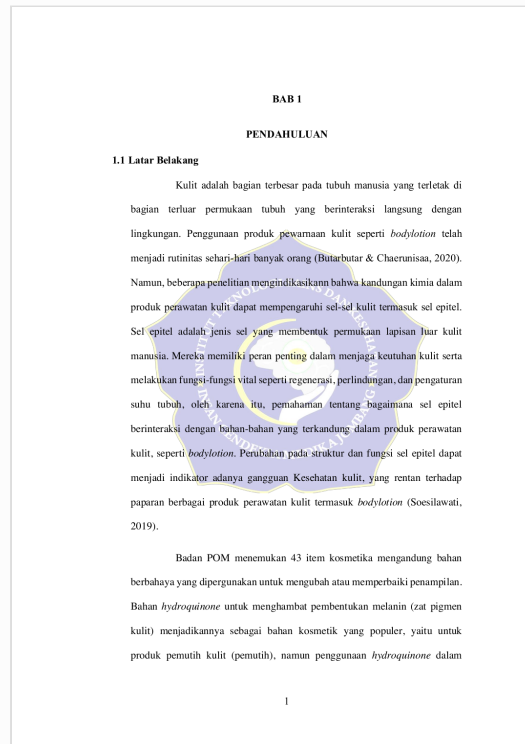 BAB 1
PENDAHULUAN
1.1 Latar Belakang
Kulit adalah bagian terbesar pada tubuh manusia yang terletak di
bagian terluar permukaan tubuh yang berinteraksi langsung dengan
lingkungan. Penggunaan produk pewarnaan kulit seperti bodylotion telah
menjadi rutinitas sehari-hari banyak orang (Butarbutar & Chaerunisaa, 2020).
Namun, beberapa penelitian mengindikasikann bahwa kandungan kimia dalam
produk perawatan kulit dapat mempengaruhi sel-sel kulit termasuk sel epitel.
Sel epitel adalah jenis sel yang membentuk permukaan lapisan luar kulit
manusia. Mereka memiliki peran penting dalam menjaga keutuhan kulit serta
melakukan fungsi-fungsi vital seperti regenerasi, perlindungan, dan pengaturan
suhu tubuh, oleh karena itu, pemahaman tentang bagaimana sel epitel
berinteraksi dengan bahan-bahan yang terkandung dalam produk perawatan
kulit, seperti bodylotion. Perubahan pada struktur dan fungsi sel epitel dapat
menjadi indikator adanya gangguan Kesehatan kulit, yang rentan terhadap
paparan berbagai produk perawatan kulit termasuk bodylotion (Soesilawati,
2019).
Badan POM menemukan 43 item kosmetika mengandung bahan
berbahaya yang dipergunakan untuk mengubah atau memperbaiki penampilan.
Bahan hydroquinone untuk menghambat pembentukan melanin (zat pigmen
kulit) menjadikannya sebagai bahan kosmetik yang populer, yaitu untuk
produk pemutih kulit (pemutih), namun penggunaan hydroquinone dalam
1